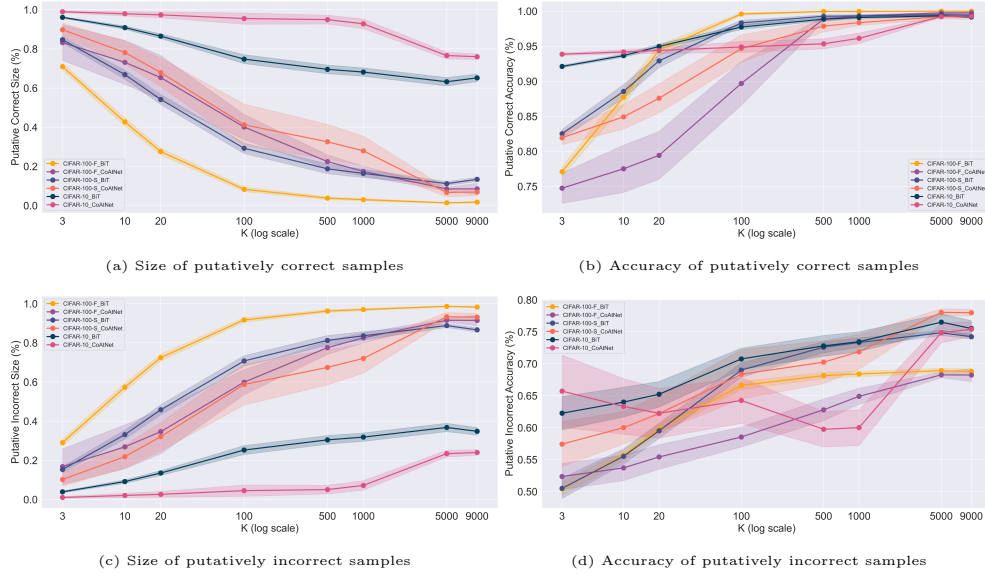 Putative Correct Size (%)
1.0
0.8
0.6
0.4
0.2
0.0
CIFAR-100-F_BiT
CIFAR-100-F_CoAtNet
CIFAR-100-S_BiT
CIFAR-100-S_CoAtNet
CIFAR-10_BiT
CIFAR-10_CoAtNet
3 10 20 100 500 1000 5000 9000
K (log scale)
(a) Size of putatively correct samples
Putative Correct Accuracy (%)
1.00
0.95
0.90
0.85
0.80
0.75
CIFAR-100-F_BiT
CIFAR-100-F_CoAtNet
CIFAR-100-S_BiT
CIFAR-100-S_CoAtNet
CIFAR-10_BiT
CIFAR-10_CoAtNet
3 10 20 100 500 1000 5000 9000
K (log scale)
(b) Accuracy of putatively correct samples
Putative Incorrect Size (%)
1.0
0.8
0.6
0.4
0.2
0.0
CIFAR-100-F_BiT
CIFAR-100-F_CoAtNet
CIFAR-100-S_BiT
CIFAR-100-S_CoAtNet
CIFAR-10_BiT
CIFAR-10_CoAtNet
3 10 20 100 500 1000 5000 9000
K (log scale)
(c) Size of putatively incorrect samples
Putative Incorrect Accuracy (%)
0.80
0.75
0.70
0.65
0.60
0.55
0.50
CIFAR-100-F_BiT
CIFAR-100-F_CoAtNet
CIFAR-100-S_BiT
CIFAR-100-S_CoAtNet
CIFAR-10_BiT
CIFAR-10_CoAtNet
3 10 20 100 500 1000 5000 9000
K (log scale)
(d) Accuracy of putatively incorrect samples